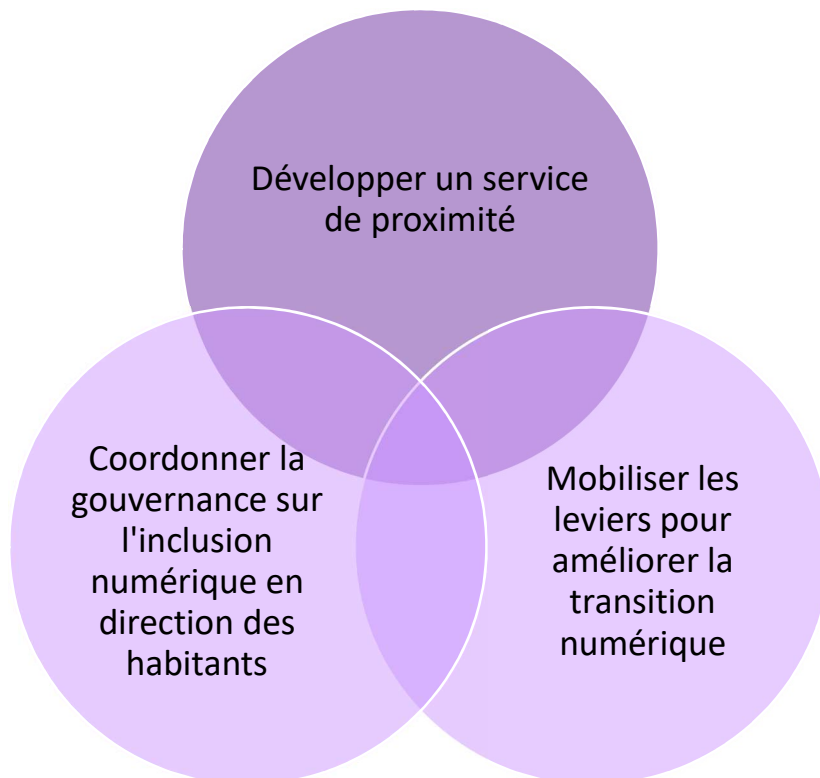 Développer un service
de proximité
Coordonner la
gouvernance sur
l'inclusion
numérique en
direction des
habitants
Mobiliser les
leviers pour
améliorer la
transition
numérique